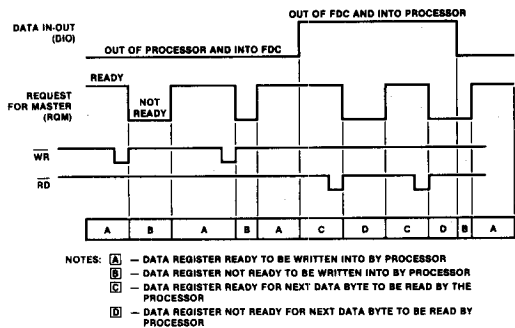 OUT OF FDC AND INTO PROCESSOR
DATA IN-OUT
(DIO)
OUT OF PROCESSOR AND INTO FDC
READY
REQUEST
FOR MASTER
(RQM)
NOT
READY
WR
RD
A B A B A C D C D B A
NOTES: A — DATA REGISTER READY TO BE WRITTEN INTO BY PROCESSOR
B — DATA REGISTER NOT READY TO BE WRITTEN INTO BY PROCESSOR
C — DATA REGISTER READY FOR NEXT DATA BYTE TO BE READ BY THE
PROCESSOR
D — DATA REGISTER NOT READY FOR NEXT DATA BYTE TO BE READ BY
PROCESSOR